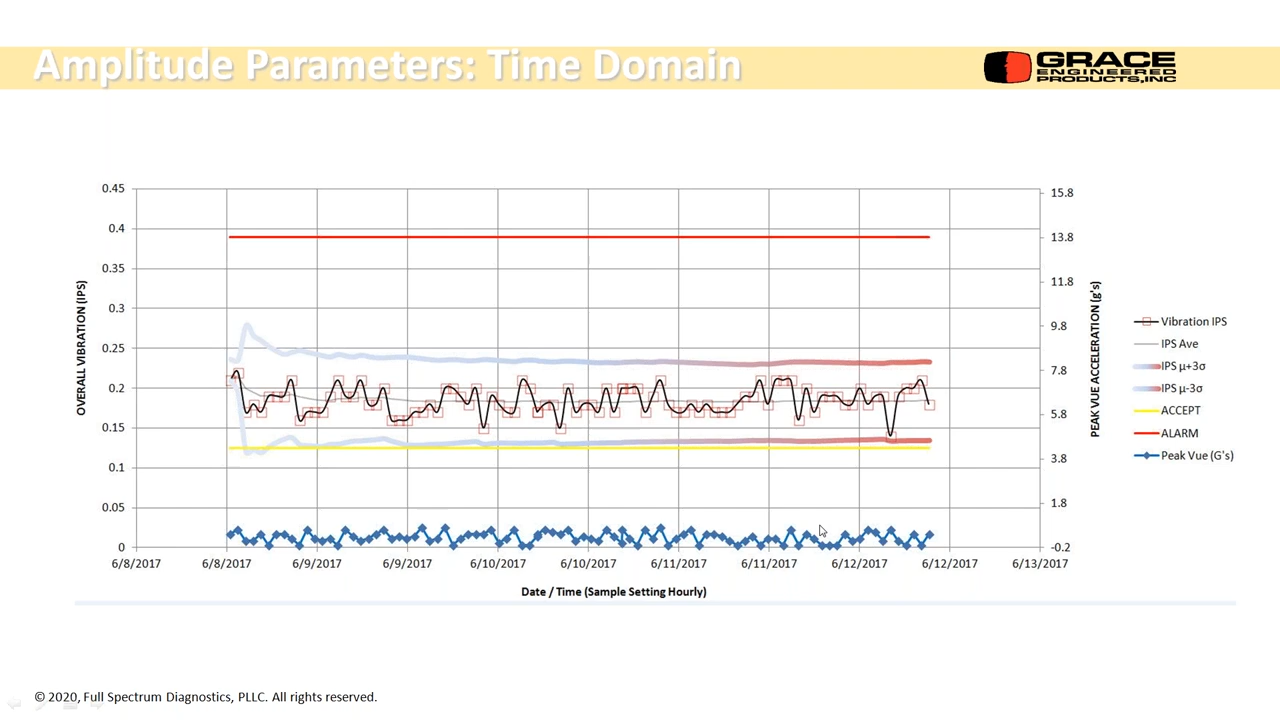 Amplitude Parameters: Time Domain
GRACE
ENGINEERED
PRODUCTS,INC
0.45
0.4
0.35
0.3
0.25
0.2
0.15
0.1
0.05
0
OVERALL VIBRATION (IPS)
15.8
13.8
11.8
9.8
7.8
5.8
3.8
1.8
-0.2
PEAK VUE ACCELERATION (g's)
6/8/2017 6/8/2017 6/9/2017 6/9/2017 6/10/2017 6/10/2017 6/11/2017 6/11/2017 6/12/2017 6/12/2017 6/13/2017
Date / Time (Sample Setting Hourly)
Vibration IPS
IPS Ave
IPS μ+3σ
IPS μ-3σ
ACCEPT
ALARM
Peak Vue (G's)
© 2020, Full Spectrum Diagnostics, PLLC. All rights reserved.